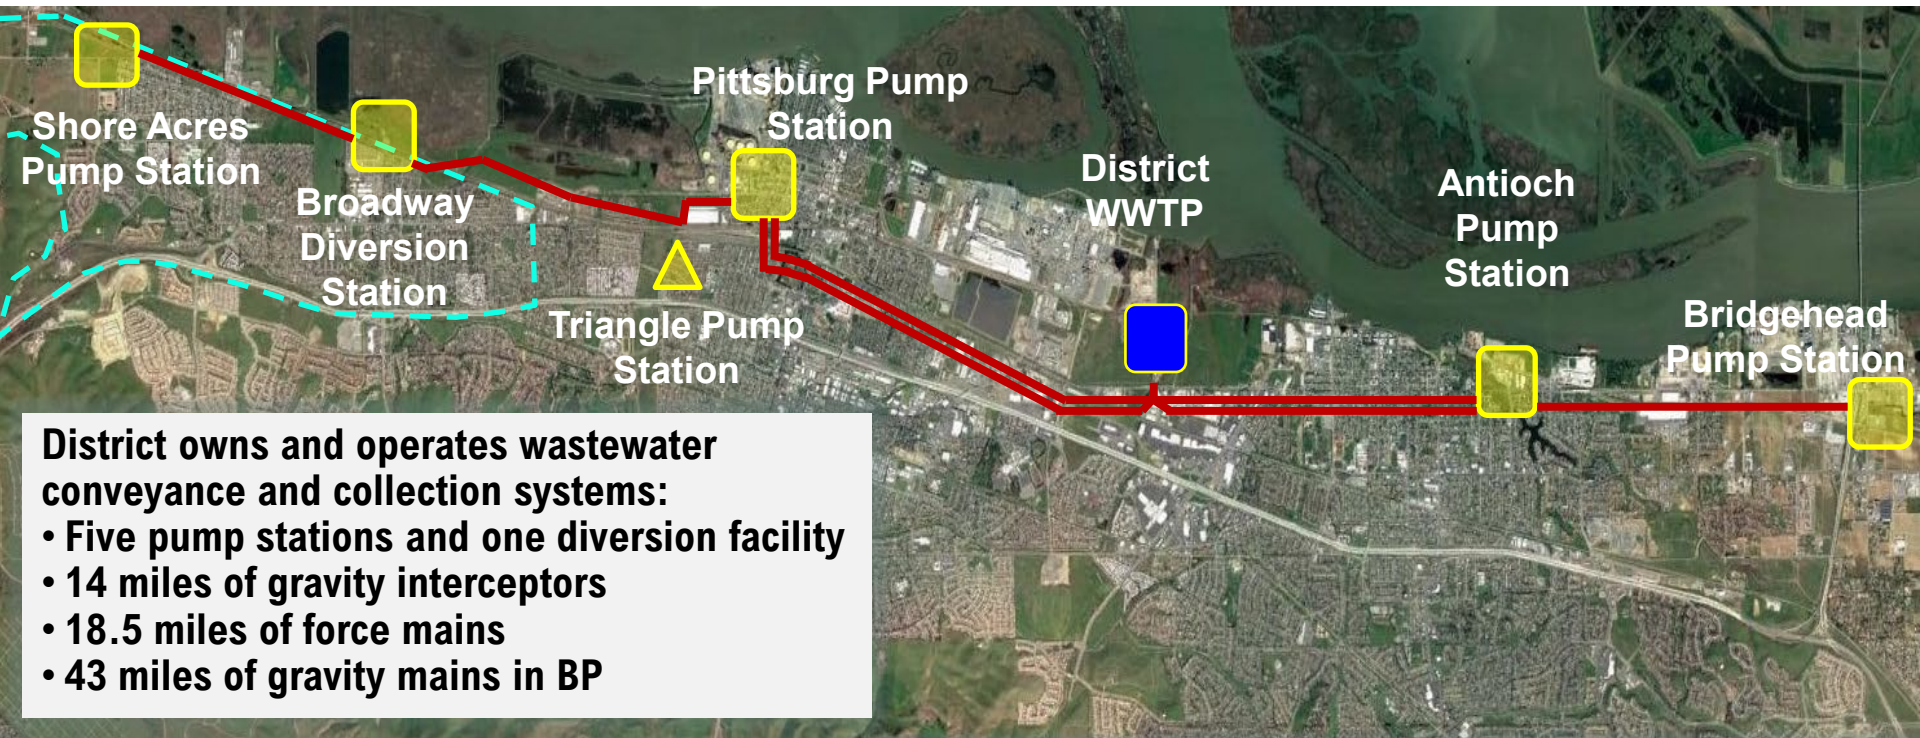 Shore Acres
Pump Station
Broadway
Diversion
Station
Pittsburg Pump
Station
Triangle Pump
Station
District
WWTP
Antioch
Pump
Station
Bridgehead
Pump Station
District owns and operates wastewater
conveyance and collection systems:
• Five pump stations and one diversion facility
• 14 miles of gravity interceptors
• 18.5 miles of force mains
• 43 miles of gravity mains in BP